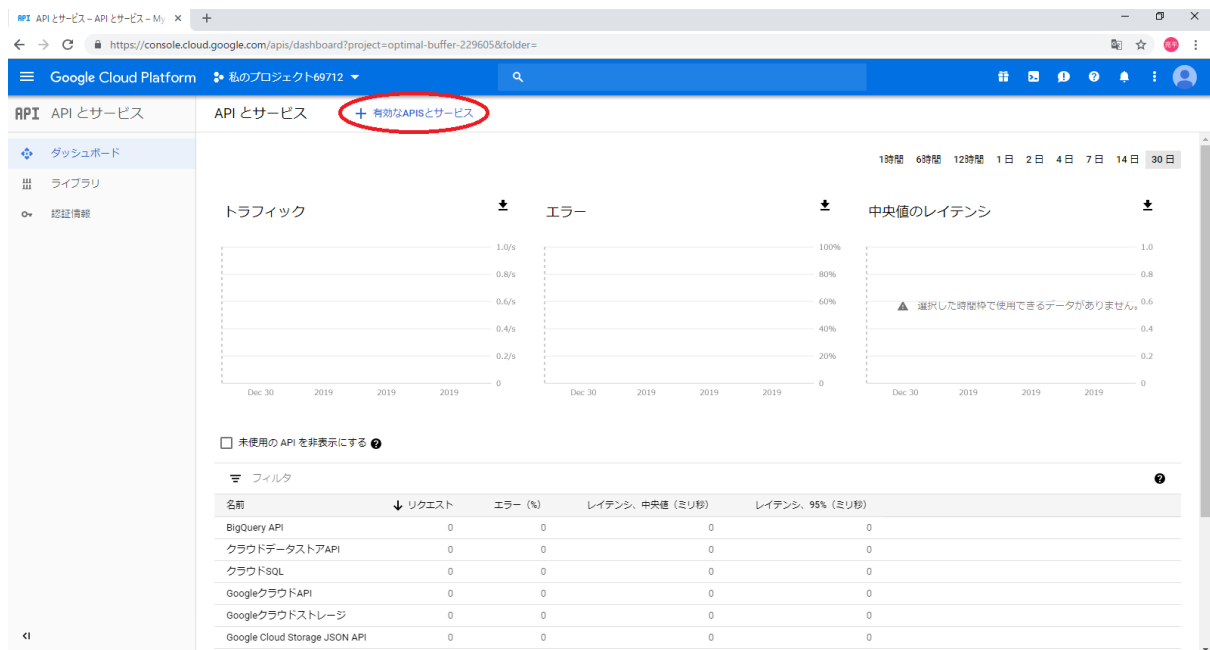 API APIとサービス – APIとサービス – My
https://console.cloud.google.com/apis/dashboard?project=optimal-buffer-229605&folder=
Google Cloud Platform 私のプロジェクト69712
API APIとサービス
APIとサービス
+ 有効なAPISとサービス
ダッシュボード
ライブラリ
認証情報
1時間 6時間 12時間 1日 2日 4日 7日 14日 30日
トラフィック
1.0/s
0.8/s
0.6/s
0.4/s
0.2/s
0
Dec 30 2019 2019 2019
エラー
100%
80%
60%
40%
20%
0
Dec 30 2019 2019 2019
中央値のレイテンシ
1.0
0.8
0.6
0.4
0.2
0
選択した時間枠で使用できるデータがありません。
Dec 30 2019 2019 2019
未使用の API を非表示にする
フィルタ
名前 リクエスト エラー（%） レイテンシ、中央値（ミリ秒） レイテンシ、95%（ミリ秒）
BigQuery API 0 0 0 0
クラウドデータストアAPI 0 0 0 0
クラウドSQL 0 0 0 0
GoogleクラウドAPI 0 0 0 0
Googleクラウドストレージ 0 0 0 0
Google Cloud Storage JSON API 0 0 0 0